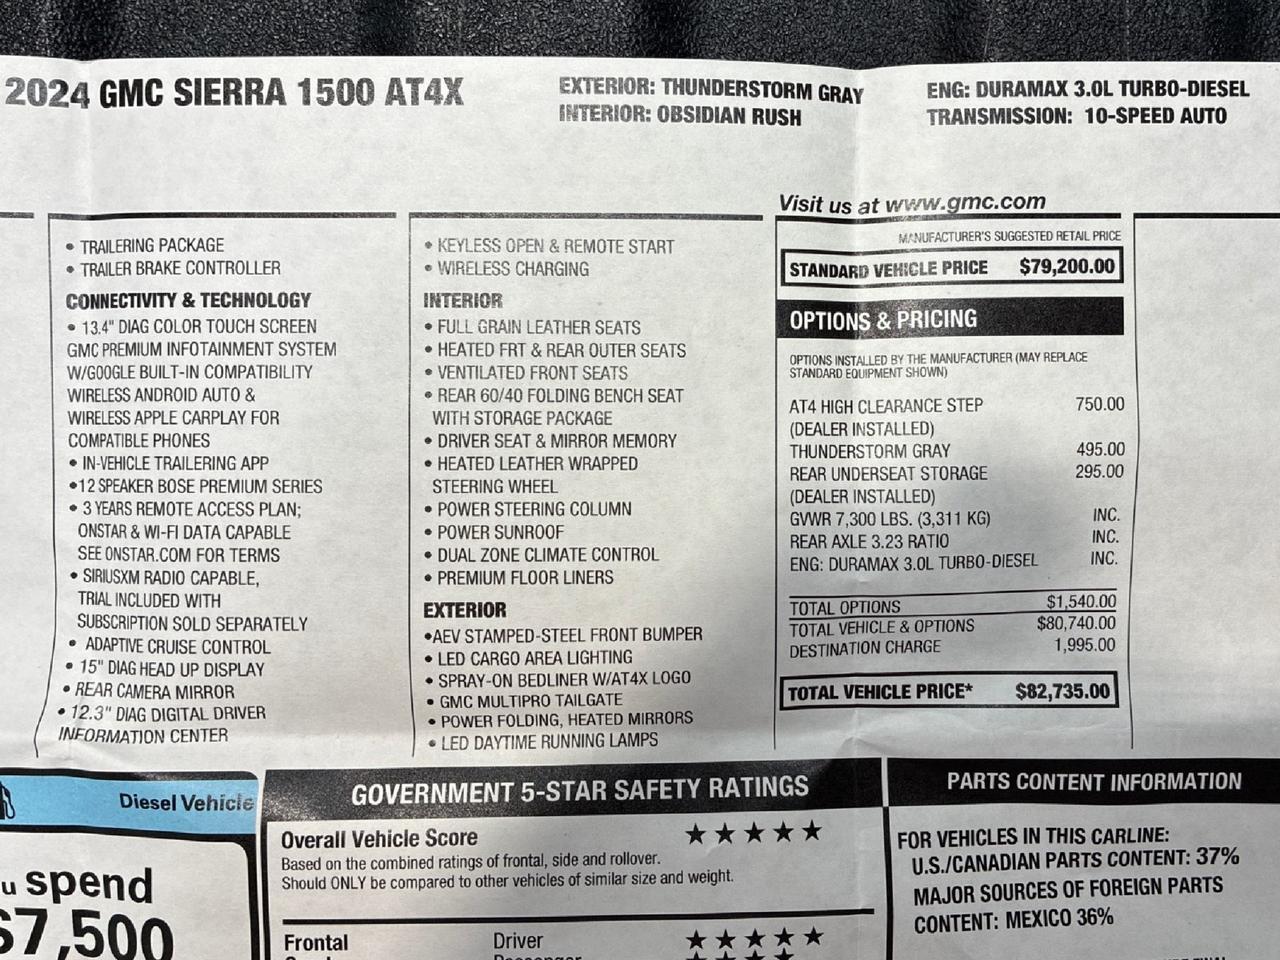 2024 GMC SIERRA 1500 AT4X
EXTERIOR: THUNDERSTORM GRAY
INTERIOR: OBSIDIAN RUSH
ENG: DURAMAX 3.0L TURBO-DIESEL
TRANSMISSION: 10-SPEED AUTO
• TRAILERING PACKAGE
• TRAILER BRAKE CONTROLLER
CONNECTIVITY & TECHNOLOGY
• 13.4" DIAG COLOR TOUCH SCREEN
GMC PREMIUM INFOTAINMENT SYSTEM
W/GOOGLE BUILT-IN COMPATIBILITY
WIRELESS ANDROID AUTO &
WIRELESS APPLE CARPLAY FOR
COMPATIBLE PHONES
• IN-VEHICLE TRAILERING APP
•12 SPEAKER BOSE PREMIUM SERIES
• 3 YEARS REMOTE ACCESS PLAN;
ONSTAR & WI-FI DATA CAPABLE
SEE ONSTAR.COM FOR TERMS
• SIRIUSXM RADIO CAPABLE,
TRIAL INCLUDED WITH
SUBSCRIPTION SOLD SEPARATELY
• ADAPTIVE CRUISE CONTROL
• 15" DIAG HEAD UP DISPLAY
• REAR CAMERA MIRROR
• 12.3" DIAG DIGITAL DRIVER
INFORMATION CENTER
• KEYLESS OPEN & REMOTE START
• WIRELESS CHARGING
INTERIOR
• FULL GRAIN LEATHER SEATS
• HEATED FRT & REAR OUTER SEATS
• VENTILATED FRONT SEATS
• REAR 60/40 FOLDING BENCH SEAT
WITH STORAGE PACKAGE
• DRIVER SEAT & MIRROR MEMORY
• HEATED LEATHER WRAPPED
STEERING WHEEL
• POWER STEERING COLUMN
• POWER SUNROOF
• DUAL ZONE CLIMATE CONTROL
• PREMIUM FLOOR LINERS
EXTERIOR
•AEV STAMPED-STEEL FRONT BUMPER
• LED CARGO AREA LIGHTING
• SPRAY-ON BEDLINER W/AT4X LOGO
• GMC MULTIPRO TAILGATE
• POWER FOLDING, HEATED MIRRORS
• LED DAYTIME RUNNING LAMPS
Visit us at www.gmc.com
MANUFACTURER'S SUGGESTED RETAIL PRICE
STANDARD VEHICLE PRICE $79,200.00
OPTIONS & PRICING
OPTIONS INSTALLED BY THE MANUFACTURER (MAY REPLACE
STANDARD EQUIPMENT SHOWN)
AT4 HIGH CLEARANCE STEP 750.00
(DEALER INSTALLED)
THUNDERSTORM GRAY 495.00
REAR UNDERSEAT STORAGE 295.00
(DEALER INSTALLED)
GVWR 7,300 LBS. (3,311 KG) INC.
REAR AXLE 3.23 RATIO INC.
ENG: DURAMAX 3.0L TURBO-DIESEL INC.
TOTAL OPTIONS $1,540.00
TOTAL VEHICLE & OPTIONS $80,740.00
DESTINATION CHARGE 1,995.00
TOTAL VEHICLE PRICE* $82,735.00
Diesel Vehicle
u spend
$7,500
GOVERNMENT 5-STAR SAFETY RATINGS
Overall Vehicle Score ★★★★★
Based on the combined ratings of frontal, side and rollover.
Should ONLY be compared to other vehicles of similar size and weight.
Frontal Driver ★★★★★
PARTS CONTENT INFORMATION
FOR VEHICLES IN THIS CARLINE:
U.S./CANADIAN PARTS CONTENT: 37%
MAJOR SOURCES OF FOREIGN PARTS
CONTENT: MEXICO 36%